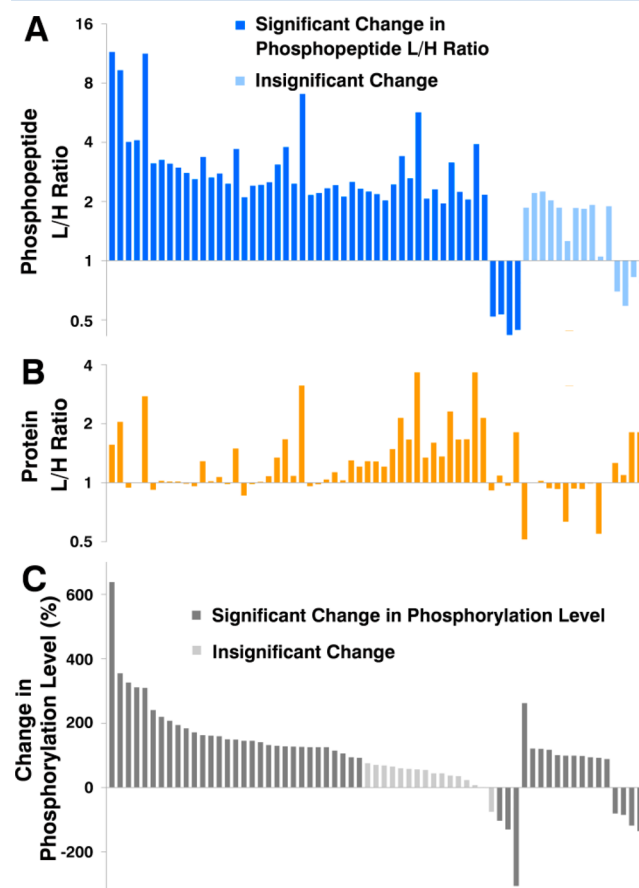 A
Significant Change in
Phosphopeptide L/H Ratio
Insignificant Change
Phosphopeptide
L/H Ratio
16
8
4
2
1
0.5
B
Protein
L/H Ratio
4
2
1
0.5
C
Significant Change in Phosphorylation Level
Insignificant Change
Change in
Phosphorylation Level (%)
600
400
200
0
-200